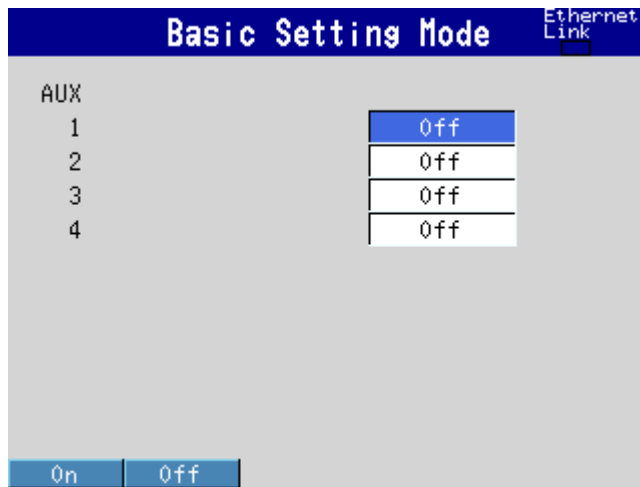 Basic Setting Mode
Ethernet
Link
AUX
1 Off
2 Off
3 Off
4 Off
On Off